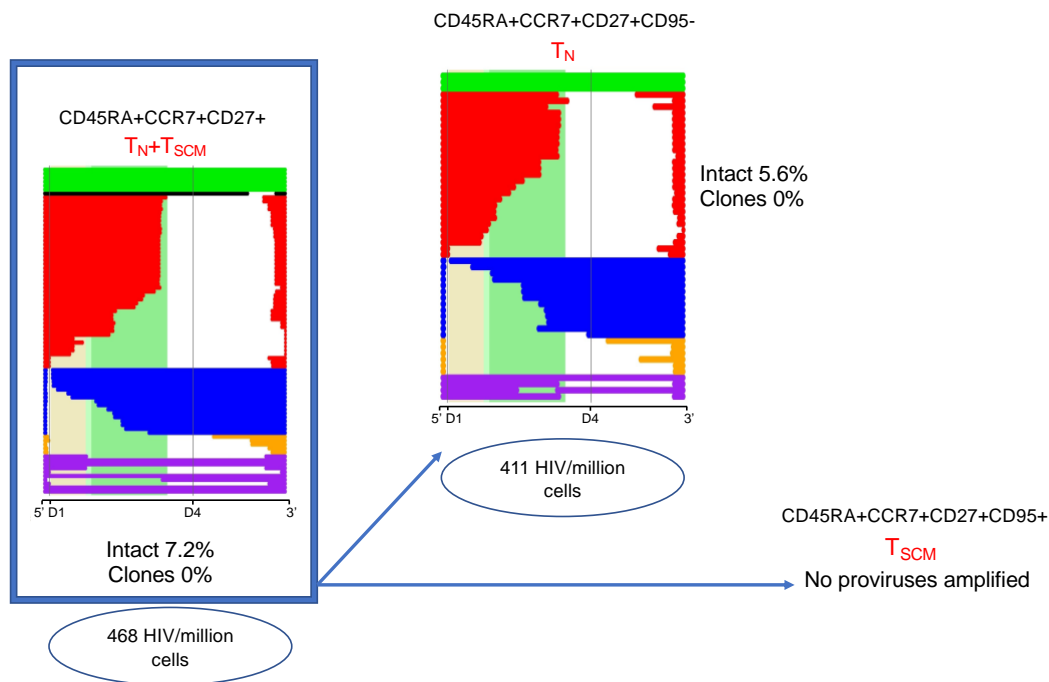 CD45RA+CCR7+CD27+
TN+TSCM
5' D1 D4 3'
Intact 7.2%
Clones 0%
468 HIV/million
cells
CD45RA+CCR7+CD27+CD95-
TN
Intact 5.6%
Clones 0%
5' D1 D4 3'
411 HIV/million
cells
CD45RA+CCR7+CD27+CD95+
TSCM
No proviruses amplified